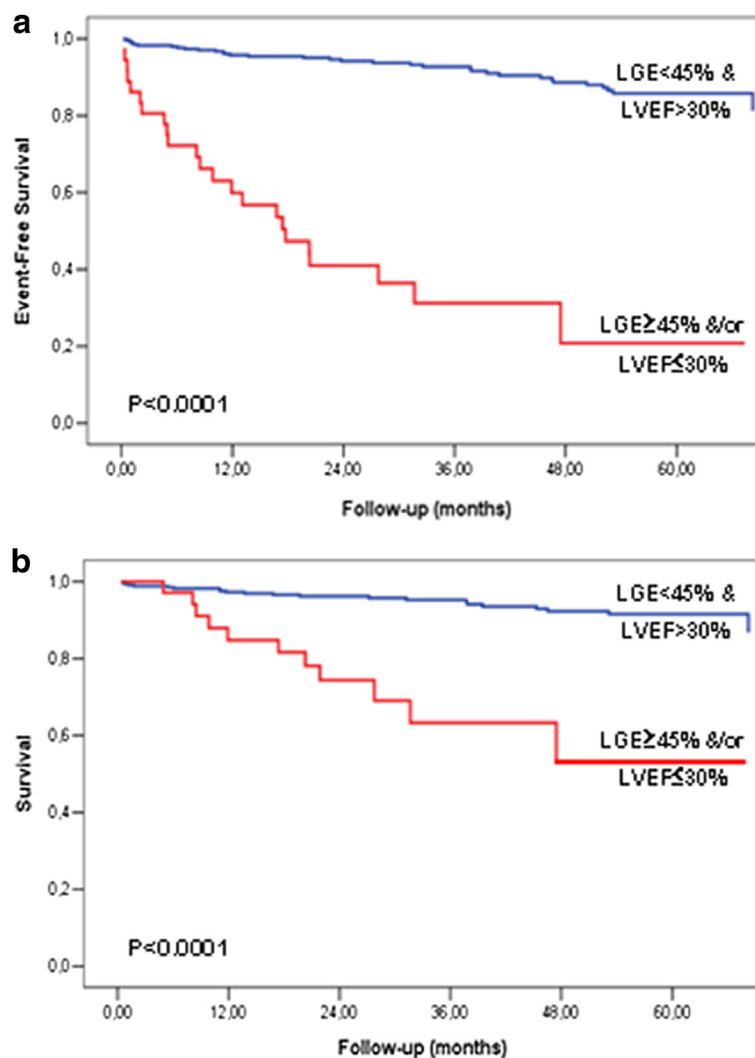 a
1,0
LGE<45% &
LVEF>30%
0,8
0,6
Event-Free Survival
0,4
LGE≥45% &/or
0,2
LVEF≤30%
P<0.0001
0,0
0,00 12,00 24,00 36,00 48,00 60,00
Follow-up (months)
b
1,0
LGE<45% &
LVEF>30%
0,8
0,6
LGE≥45% &/or
LVEF≤30%
Survival
0,4
0,2
P<0.0001
0,0
0,00 12,00 24,00 36,00 48,00 60,00
Follow-up (months)